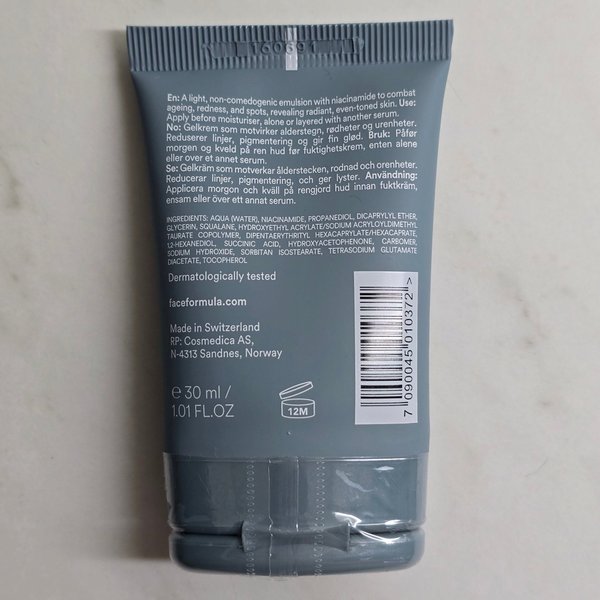 160691
En: A light, non-comedogenic emulsion with niacinamide to combat
ageing, redness, and spots, revealing radiant, even-toned skin. Use:
Apply before moisturiser, alone or layered with another serum.
No: Gelkrem som motvirker alderstegn, rødheter og urenheter.
Reduserer linjer, pigmentering og gir fin glød. Bruk: Påfør
morgen og kveld på ren hud før fuktighetskrem, enten alene
eller over et annet serum.
Se: Gelkräm som motverkar ålderstecken, rodnad och orenheter.
Reducerar linjer, pigmentering, och ger lyster. Användning:
Applicera morgon och kväll på rengjord hud innan fuktkräm,
ensam eller över ett annat serum.
INGREDIENTS: AQUA (WATER), NIACINAMIDE, PROPANEDIOL, DICAPRYLYL ETHER,
GLYCERIN, SQUALANE, HYDROXYETHYL ACRYLATE/SODIUM ACRYLOYLDIMETHYL
TAURATE COPOLYMER, DIPENTAERYTHRITYL HEXACAPRYLATE/HEXACAPRATE,
1,2-HEXANEDIOL, SUCCINIC ACID, HYDROXYACETOPHENONE, CARBOMER,
SODIUM HYDROXIDE, SORBITAN ISOSTEARATE, TETRASODIUM GLUTAMATE
DIACETATE, TOCOPHEROL
Dermatologically tested
faceformula.com
Made in Switzerland
RP: Cosmedica AS,
N-4313 Sandnes, Norway
e 30 ml /
1.01 FL.OZ
12M
7 090045 010372 >